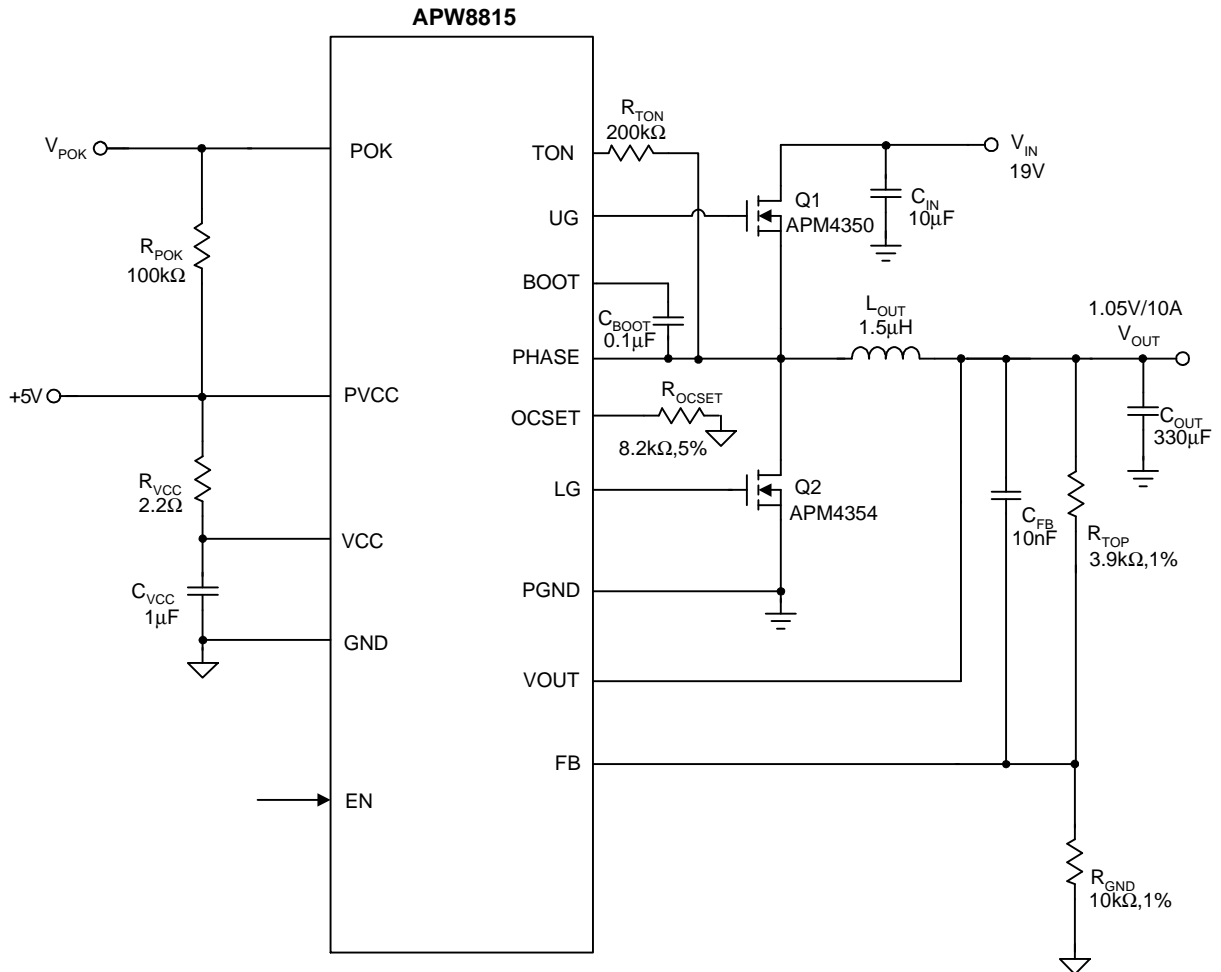 APW8815
V_POK
POK
R_POK
100kΩ
+5V
PVCC
R_VCC
2.2Ω
VCC
C_VCC
1µF
GND
EN
TON
R_TON
200kΩ
UG
Q1
APM4350
V_IN
19V
C_IN
10µF
BOOT
C_BOOT
0.1µF
PHASE
L_OUT
1.5µH
1.05V/10A
V_OUT
OCSET
R_OCSET
8.2kΩ,5%
C_OUT
330µF
LG
Q2
APM4354
C_FB
10nF
R_TOP
3.9kΩ,1%
PGND
VOUT
FB
R_GND
10kΩ,1%